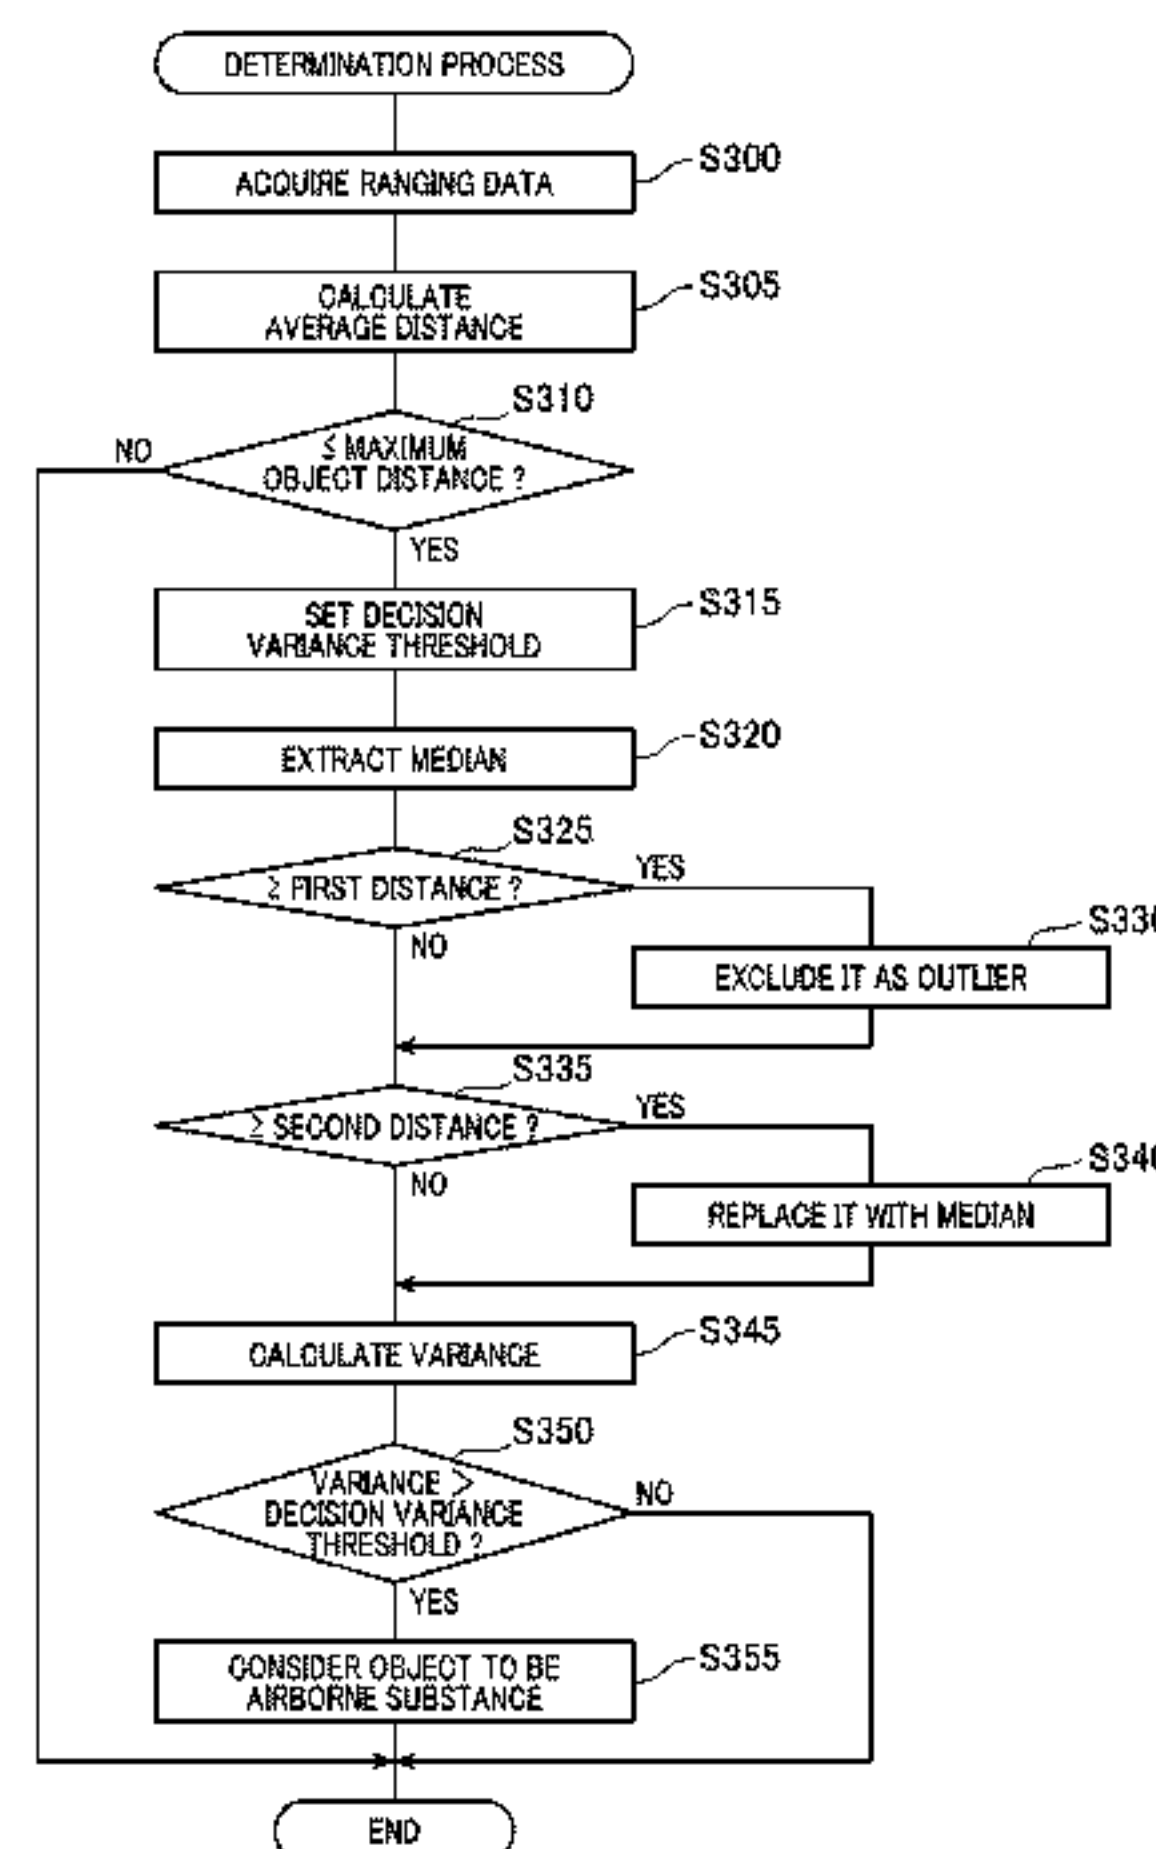 DETERMINATION PROCESS
S300
ACQUIRE RANGING DATA
S305
CALCULATE
AVERAGE DISTANCE
S310
NO
≤ MAXIMUM
OBJECT DISTANCE ?
YES
S315
SET DECISION
VARIANCE THRESHOLD
S320
EXTRACT MEDIAN
S325
≥ FIRST DISTANCE ?
YES
NO
EXCLUDE IT AS OUTLIER
S335
≥ SECOND DISTANCE ?
YES
NO
REPLACE IT WITH MEDIAN
S345
CALCULATE VARIANCE
S350
VARIANCE >
DECISION VARIANCE
THRESHOLD ?
NO
YES
S355
CONSIDER OBJECT TO BE
AIRBORNE SUBSTANCE
END